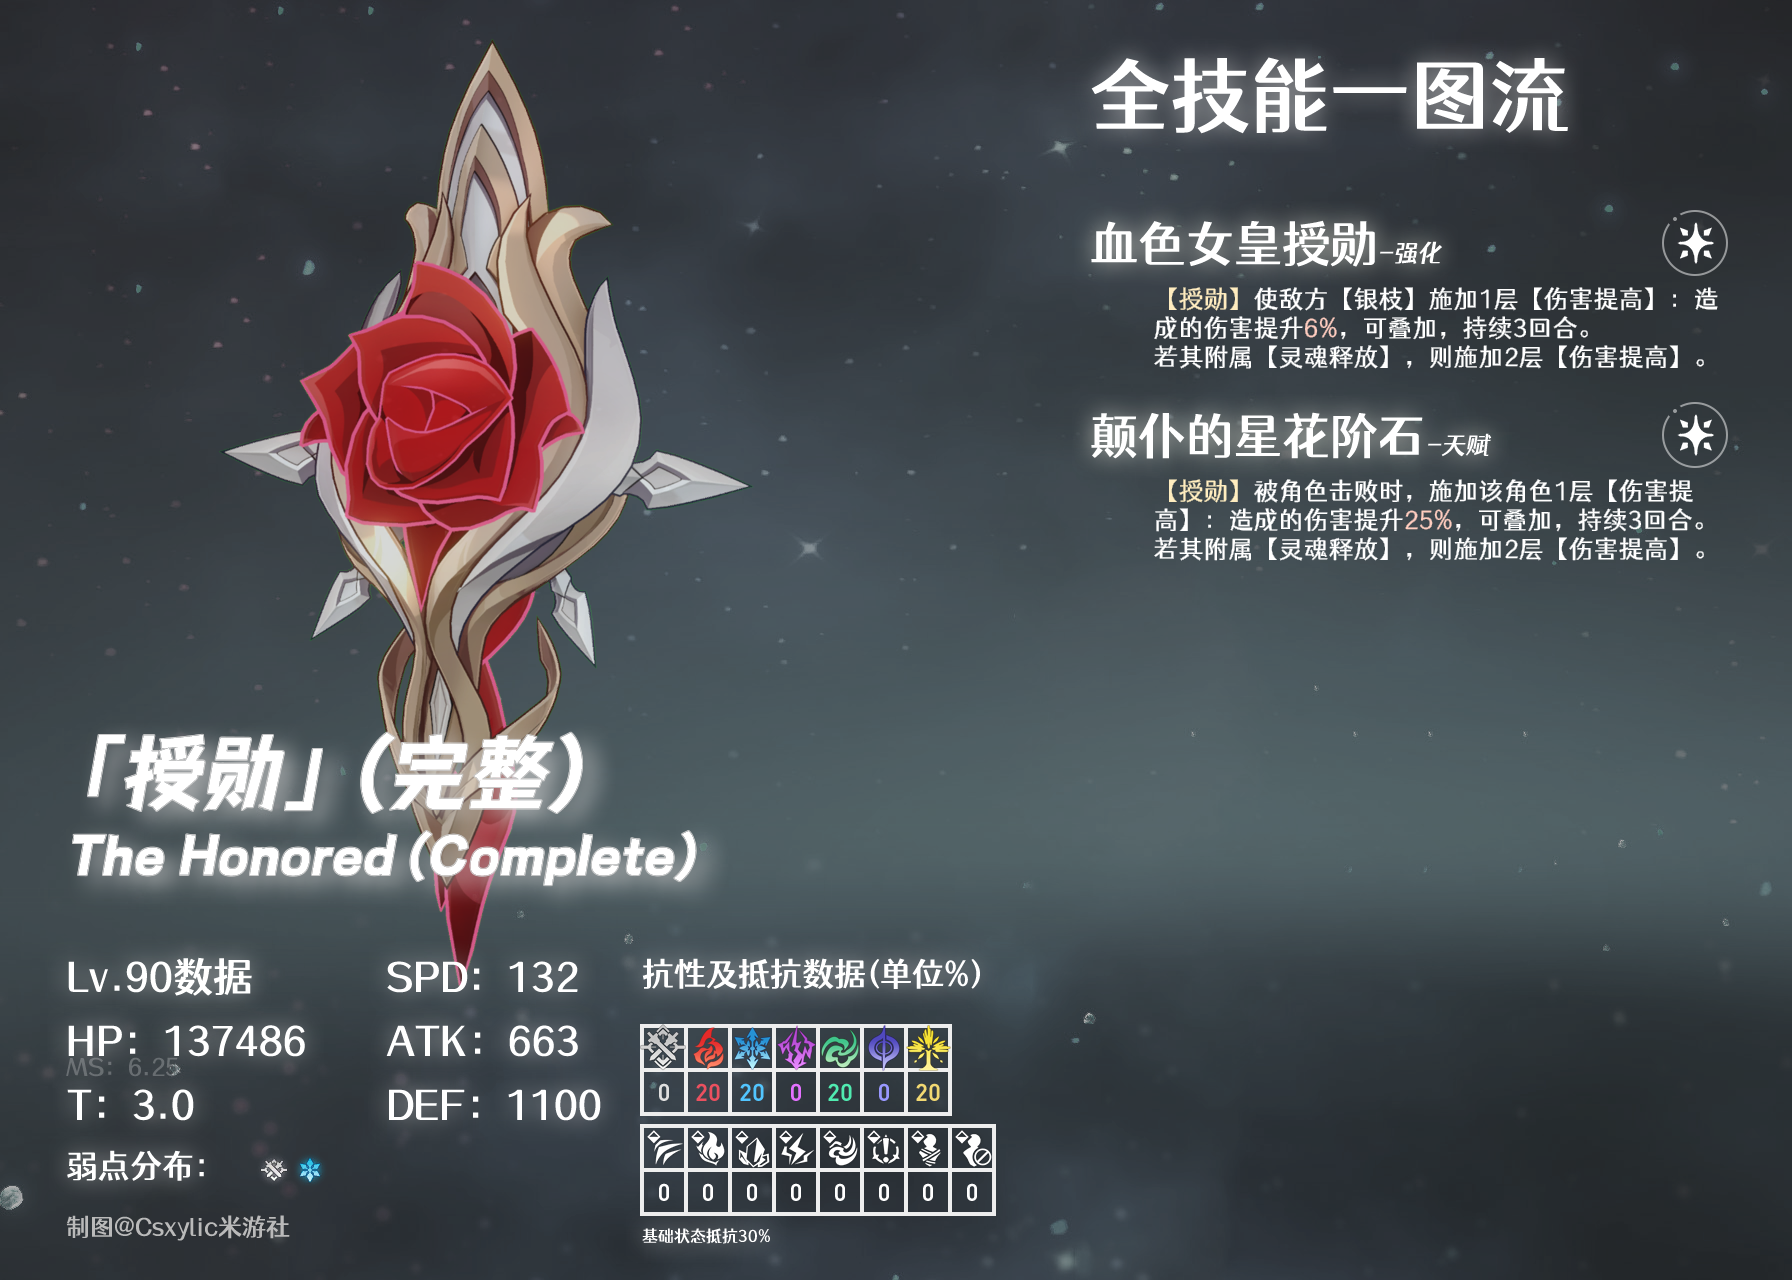 全技能一图流
血色女皇授勋-强化
【授勋】使敌方【银枝】施加1层【伤害提高】：造
成的伤害提升6%，可叠加，持续3回合。
若其附属【灵魂释放】，则施加2层【伤害提高】。
颠仆的星花阶石-天赋
【授勋】被角色击败时，施加该角色1层【伤害提
高】：造成的伤害提升25%，可叠加，持续3回合。
若其附属【灵魂释放】，则施加2层【伤害提高】。
「授勋」（完整）
The Honored (Complete)
Lv.90数据
SPD：132
HP：137486
ATK：663
MS：6.25
T：3.0
DEF：1100
弱点分布：
制图@Csxylic米游社
抗性及抵抗数据(单位%)
0 20 20 0 20 0 20
0 0 0 0 0 0 0 0
基础状态抵抗30%